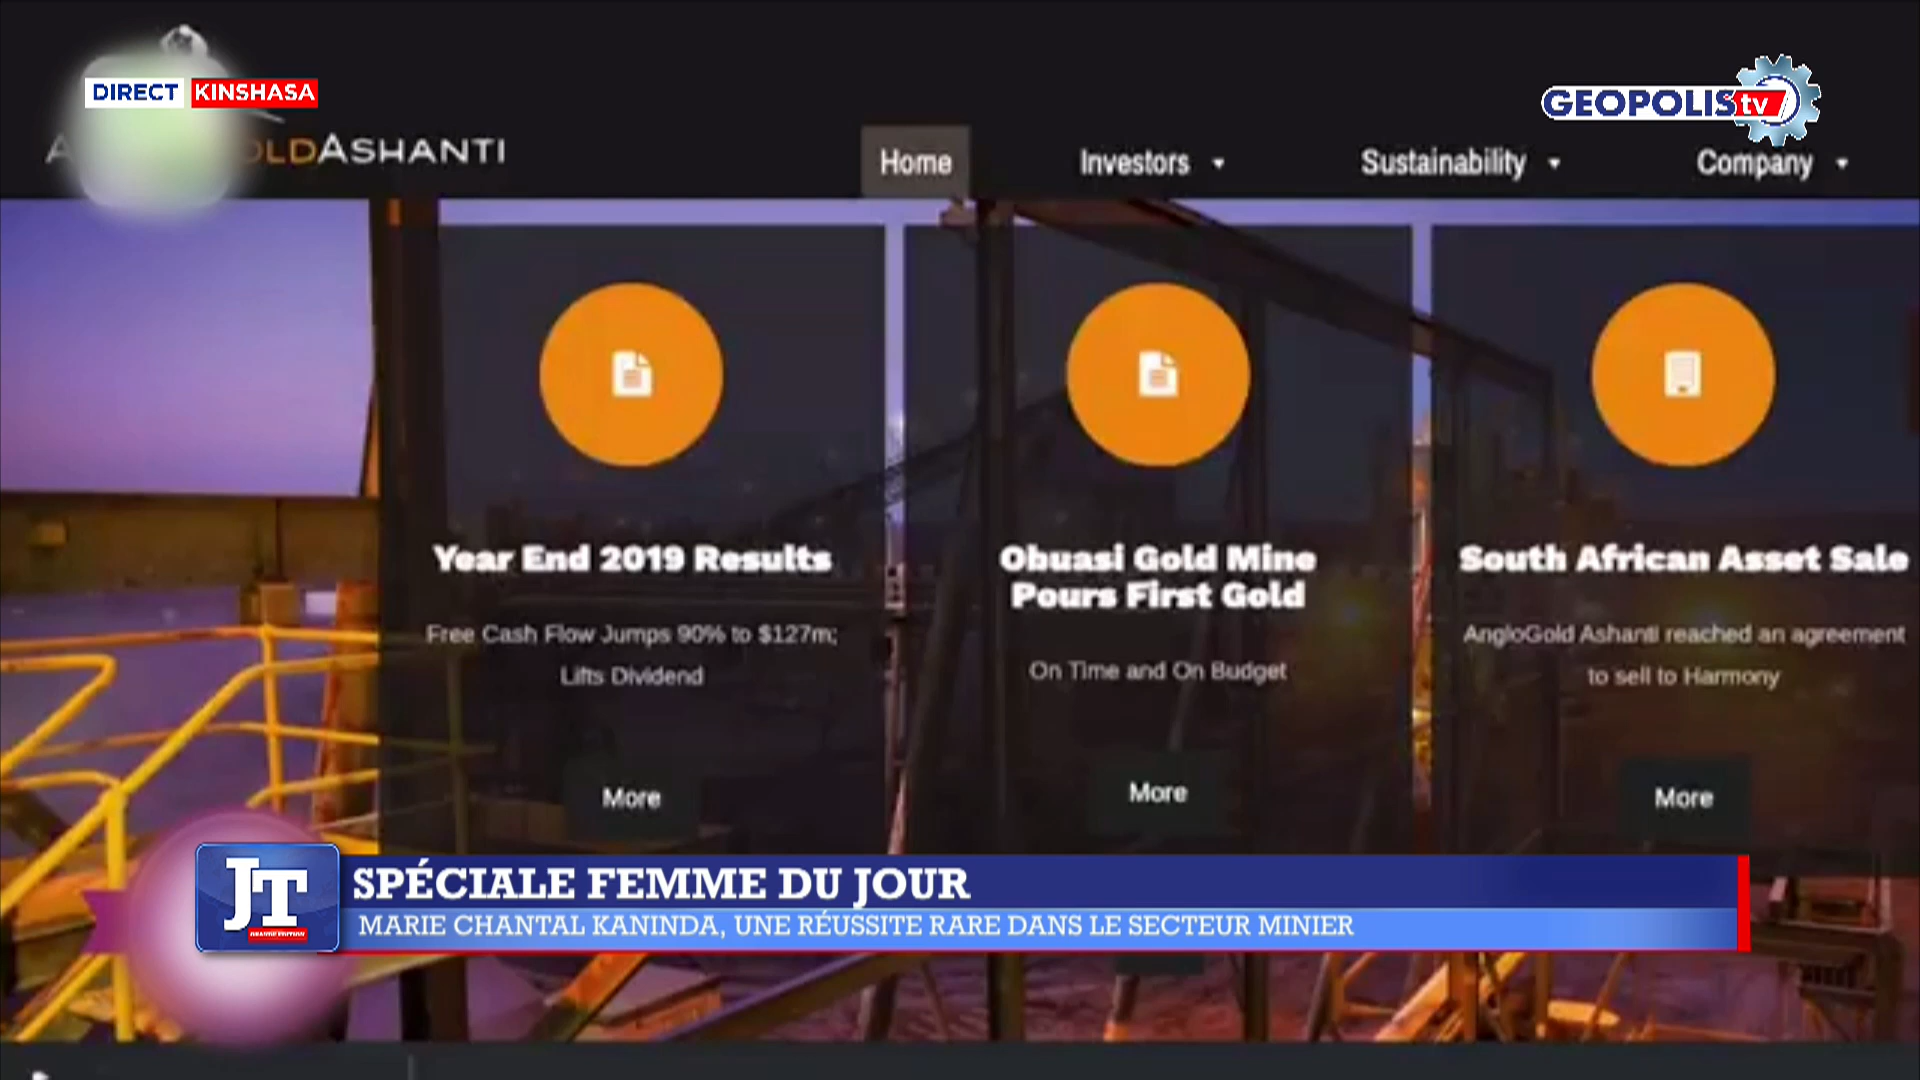 DIRECT KINSHASA
GEOPOLIS tv
OLDASHANTI
Home Investors Sustainability Company
Year End 2019 Results
Free Cash Flow Jumps 90% to $127m;
Lifts Dividend
More
Obuasi Gold Mine
Pours First Gold
On Time and On Budget
More
South African Asset Sale
AngloGold Ashanti reached an agreement
to sell to Harmony
More
JT
GRANDE EDITION
SPÉCIALE FEMME DU JOUR
MARIE CHANTAL KANINDA, UNE RÉUSSITE RARE DANS LE SECTEUR MINIER